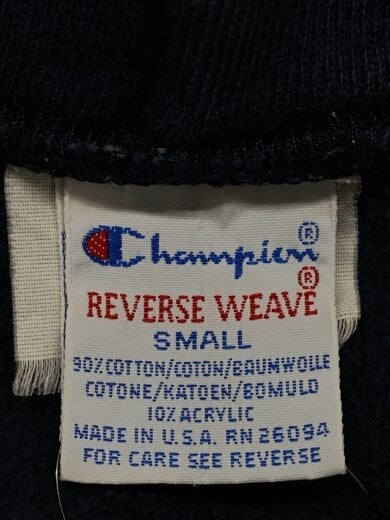 Champion®
REVERSE WEAVE®
SMALL
90% COTTON/COTON/BAUMWOLLE
COTONE/KATOEN/BOMULD
10% ACRYLIC
MADE IN U.S.A. RN 26094
FOR CARE SEE REVERSE